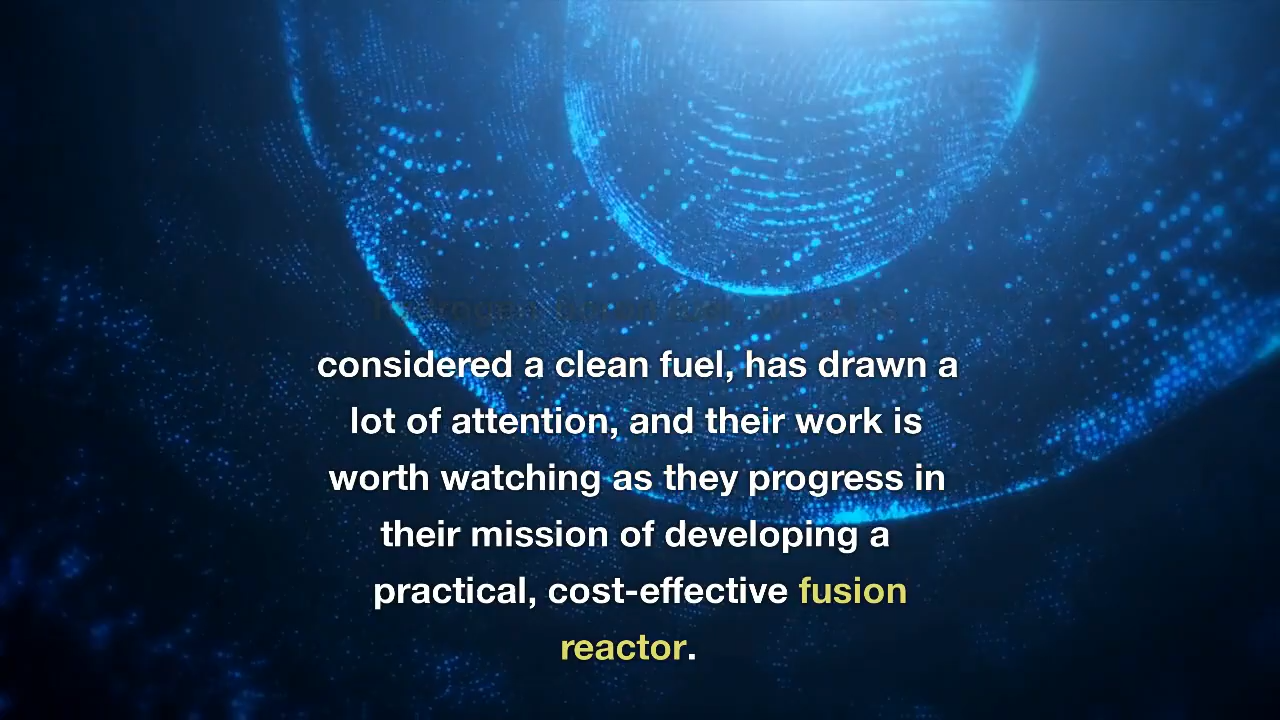 considered a clean fuel, has drawn a
lot of attention, and their work is
worth watching as they progress in
their mission of developing a
practical, cost-effective fusion
reactor.